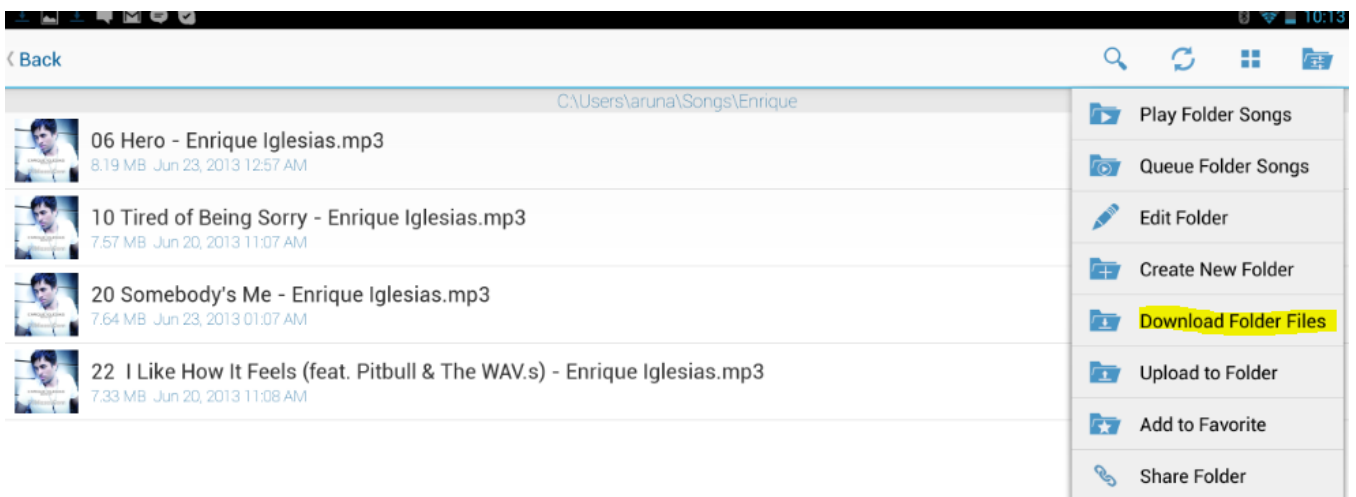 10:13
Back
C:\Users\aruna\Songs\Enrique
06 Hero - Enrique Iglesias.mp3
8.19 MB Jun 23, 2013 12:57 AM
10 Tired of Being Sorry - Enrique Iglesias.mp3
7.57 MB Jun 20, 2013 11:07 AM
20 Somebody's Me - Enrique Iglesias.mp3
7.64 MB Jun 23, 2013 01:07 AM
22 I Like How It Feels (feat. Pitbull & The WAV.s) - Enrique Iglesias.mp3
7.33 MB Jun 20, 2013 11:08 AM
Play Folder Songs
Queue Folder Songs
Edit Folder
Create New Folder
Download Folder Files
Upload to Folder
Add to Favorite
Share Folder